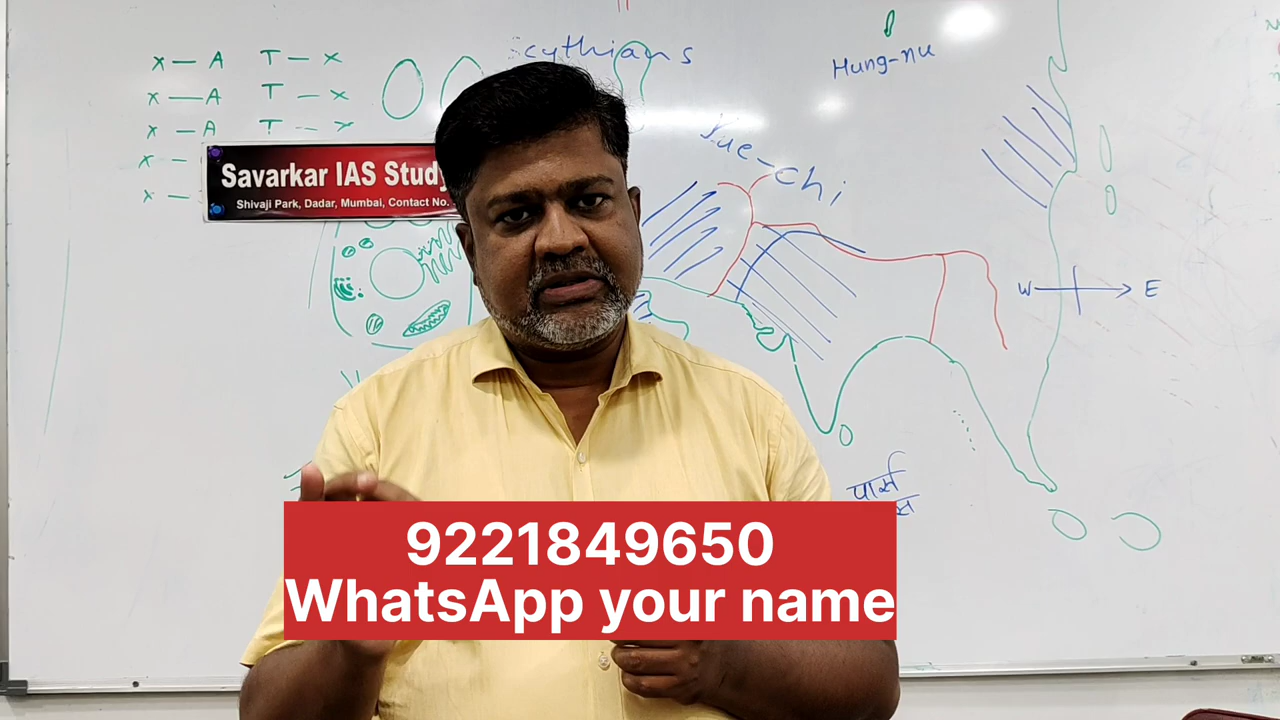 Scythians
Hung-nu
x — A T — x
x — A T — x
x — A T — x
x —
x —
Yue-chi
Savarkar IAS Study
Shivaji Park, Dadar, Mumbai, Contact No.
W E
पार्स
9221849650
WhatsApp your name